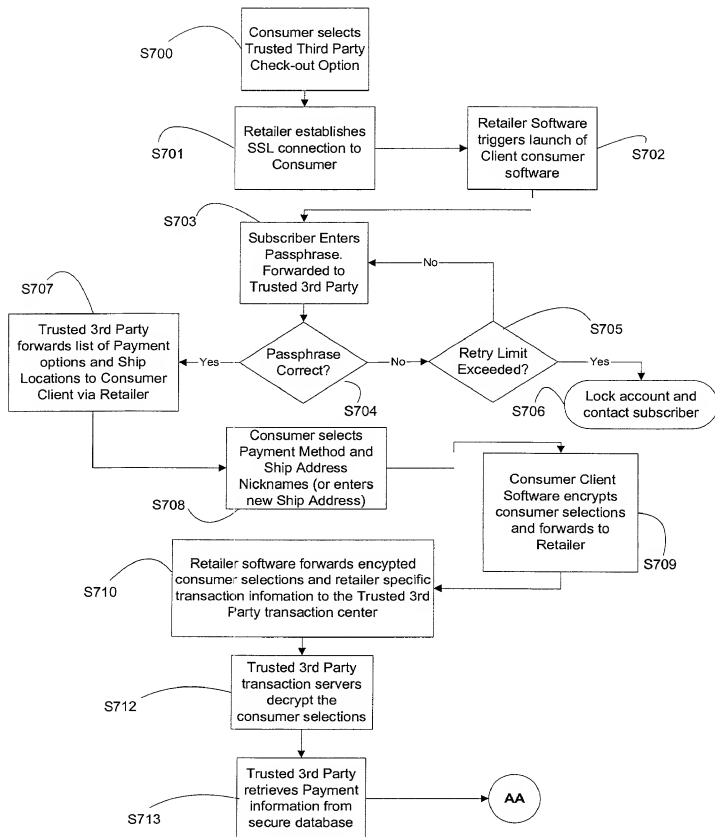 Consumer selects
Trusted Third Party
Check-out Option
S700
Retailer establishes
SSL connection to
Consumer
S701
Retailer Software
triggers launch of
Client consumer
software
S702
S703
Subscriber Enters
Passphrase.
Forwarded to
Trusted 3rd Party
No
S707
Trusted 3rd Party
forwards list of Payment
options and Ship
Locations to Consumer
Client via Retailer
Yes
Passphrase
Correct?
S704
No
Retry Limit
Exceeded?
S705
Yes
Lock account and
contact subscriber
S706
Consumer selects
Payment Method and
Ship Address
Nicknames (or enters
new Ship Address)
S708
Consumer Client
Software encrypts
consumer selections
and forwards to
Retailer
S709
S710
Retailer software forwards encrypted
consumer selections and retailer specific
transaction infomation to the Trusted 3rd
Party transaction center
Trusted 3rd Party
transaction servers
decrypt the
consumer selections
S712
Trusted 3rd Party
retrieves Payment
information from
secure database
S713
AA